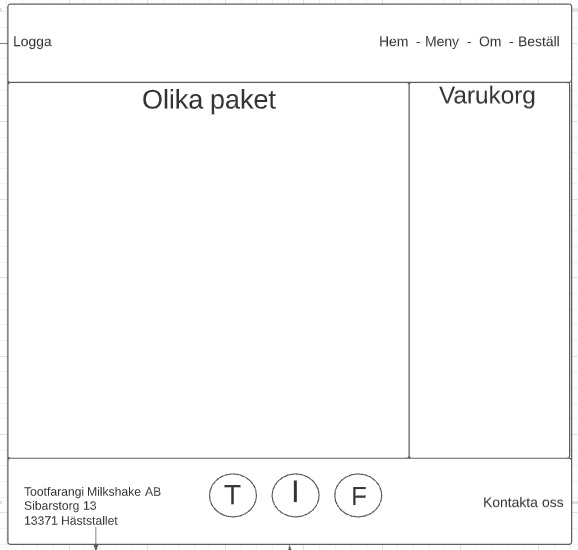 Logga
Hem - Meny - Om - Beställ
Olika paket
Varukorg
Tootfarangi Milkshake AB
Sibarstorg 13
13371 Häststallet
T I F
Kontakta oss